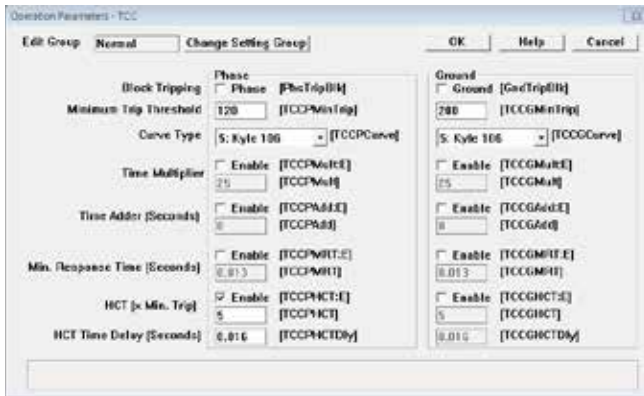 Operation Parameters - TCC
Edit Group Normal Change Setting Group OK Help Cancel
Phase Ground
Block Tripping Phase [PhsTripBlk] Ground [GndTripBlk]
Minimum Trip Threshold 120 [TCCPMinTrip] 280 [TCCGMinTrip]
Curve Type 5: Kyle 106 [TCCPCurve] 5: Kyle 106 [TCCGCurve]
Enable [TCCPMult:E] Enable [TCCGMult:E]
Time Multiplier 25 [TCCPMult] 25 [TCCGMult]
Enable [TCCPAdd:E] Enable [TCCGAdd:E]
Time Adder (Seconds) 0 [TCCPAdd] 0 [TCCGAdd]
Enable [TCCPMRT:E] Enable [TCCGMRT:E]
Min. Response Time (Seconds) 0.013 [TCCPMRT] 0.013 [TCCGMRT]
Enable [TCCPHCT:E] Enable [TCCGHCT:E]
HCT (x Min. Trip) 5 [TCCPHCT] 5 [TCCGHCT]
HCT Time Delay (Seconds) 0.016 [TCCPHCTDly] 0.016 [TCCGHCTDly]